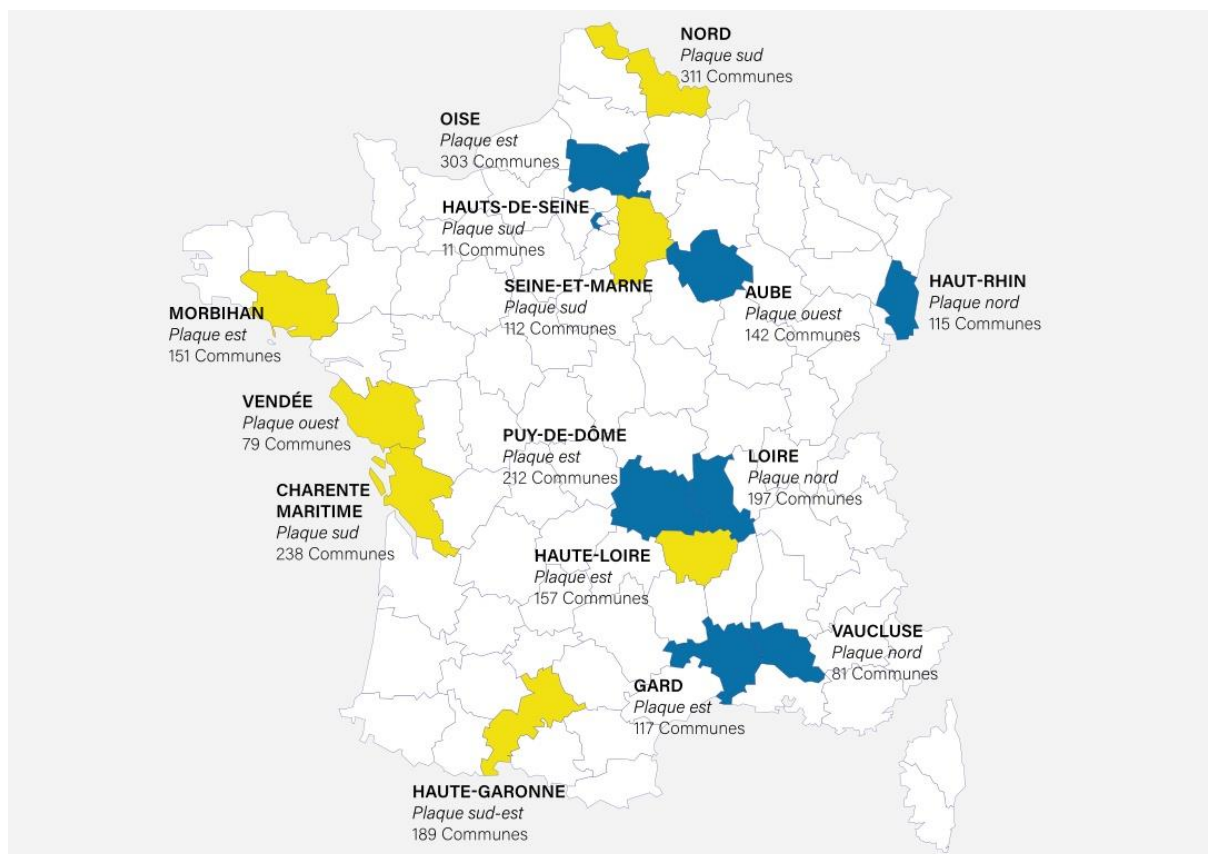 NORD
Plaque sud
311 Communes
OISE
Plaque est
303 Communes
HAUTS-DE-SEINE
Plaque sud
11 Communes
SEINE-ET-MARNE
Plaque sud
112 Communes
AUBE
Plaque ouest
142 Communes
HAUT-RHIN
Plaque nord
115 Communes
MORBIHAN
Plaque est
151 Communes
VENDÉE
Plaque ouest
79 Communes
PUY-DE-DÔME
Plaque est
212 Communes
LOIRE
Plaque nord
197 Communes
CHARENTE
MARITIME
Plaque sud
238 Communes
HAUTE-LOIRE
Plaque est
157 Communes
VAUCLUSE
Plaque nord
81 Communes
GARD
Plaque est
117 Communes
HAUTE-GARONNE
Plaque sud-est
189 Communes